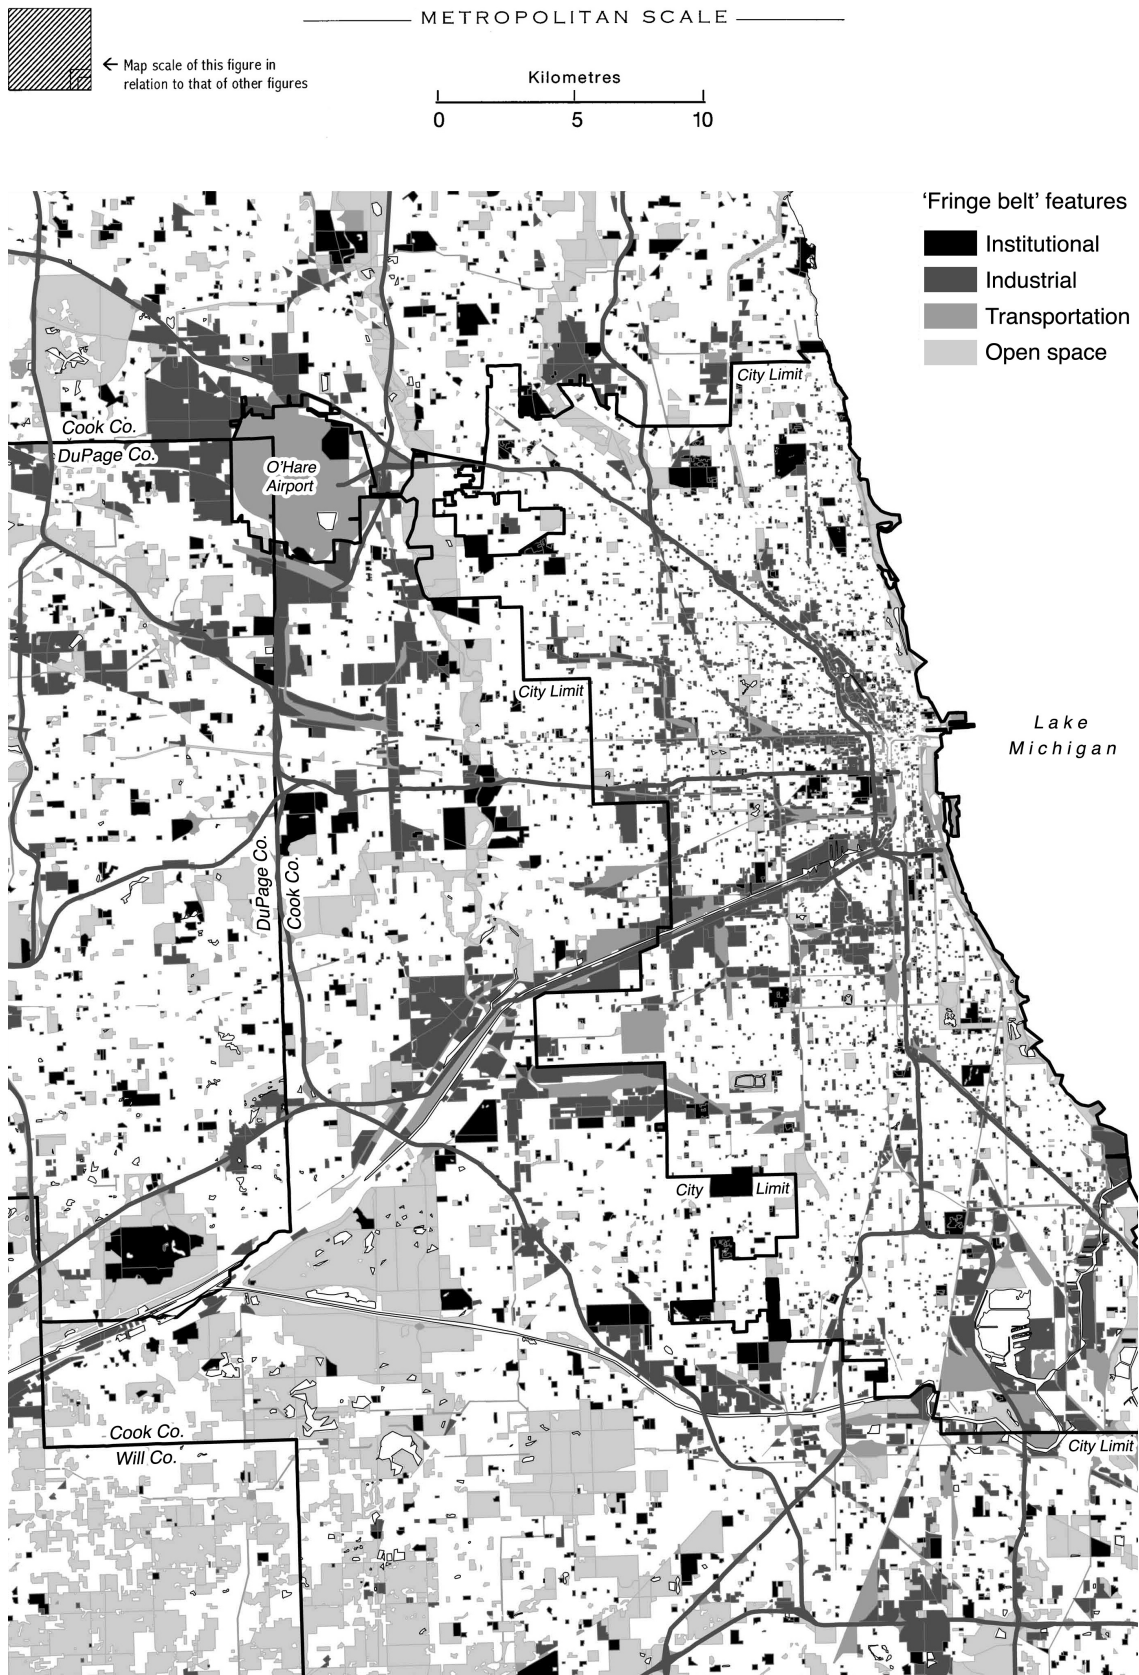 METROPOLITAN SCALE
← Map scale of this figure in
relation to that of other figures
Kilometres
0 5 10
‘Fringe belt’ features
Institutional
Industrial
Transportation
Open space
City Limit
Cook Co.
DuPage Co.
O'Hare
Airport
City Limit
Lake
Michigan
DuPage Co.
Cook Co.
City Limit
Cook Co.
Will Co.
City Limit